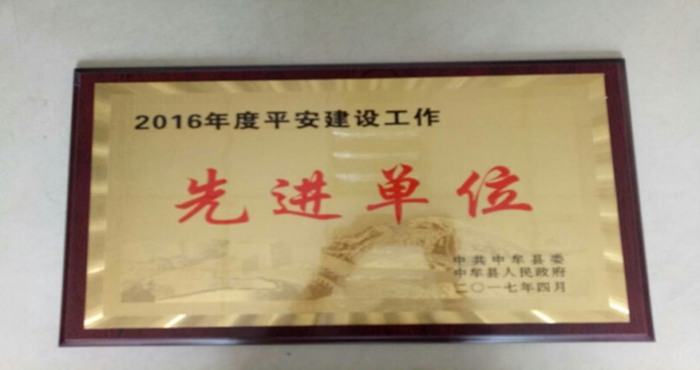 2016年度平安建设工作
先进单位
中共中牟县委
中牟县人民政府
二〇一七年四月